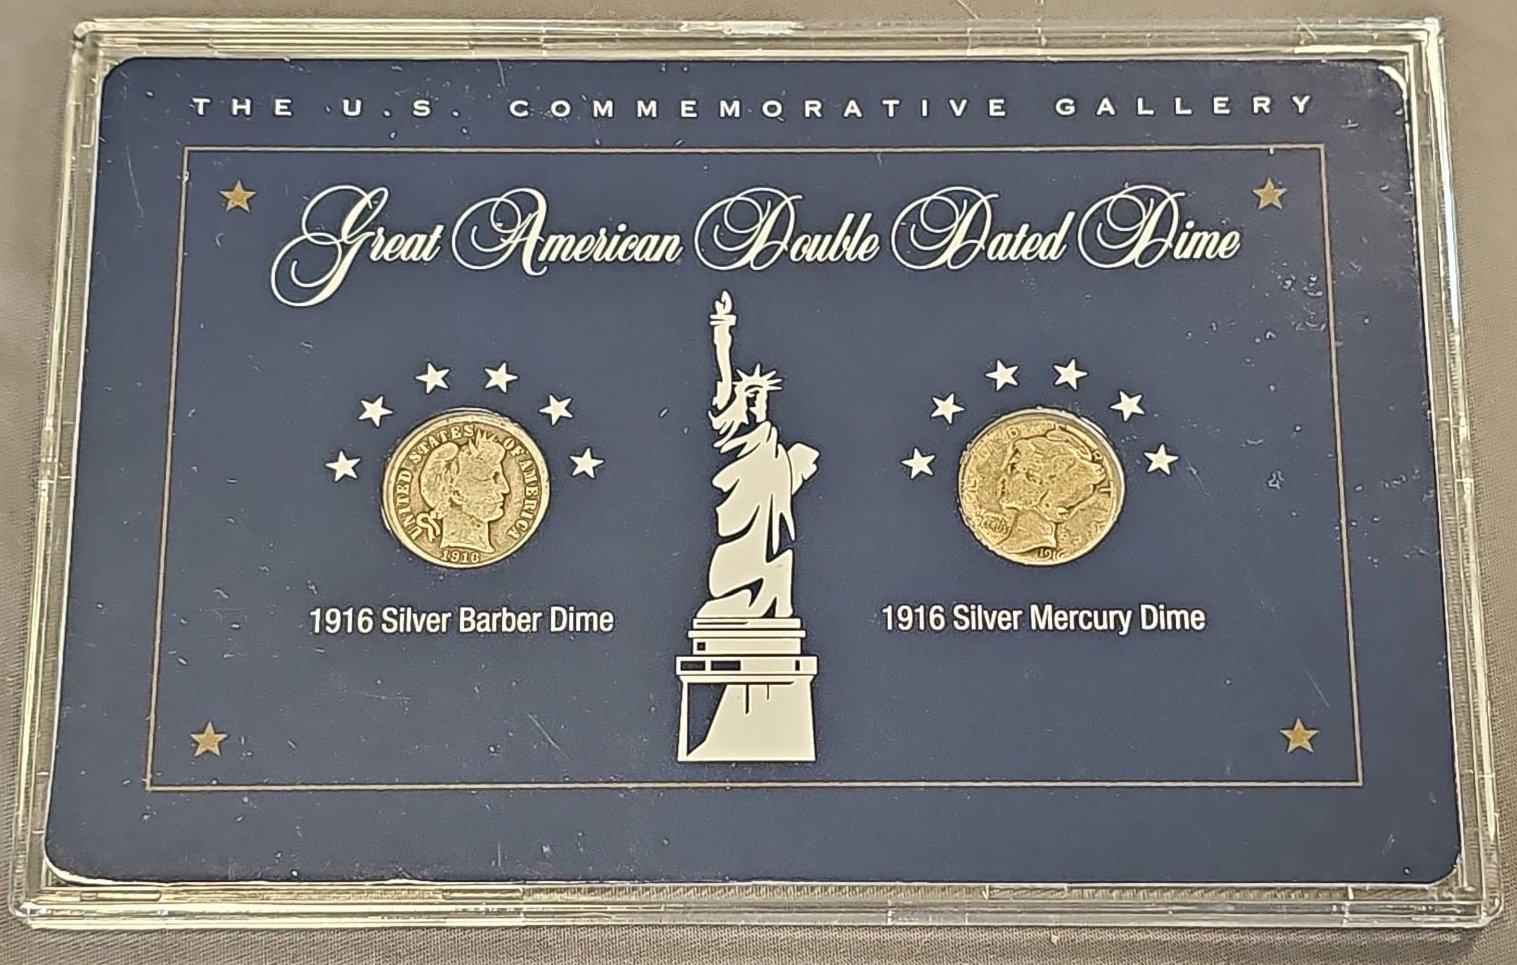 THE U.S. COMMEMORATIVE GALLERY
Great American Double Dated Dime
UNITED STATES OF AMERICA
1916
1916
1916 Silver Barber Dime
1916 Silver Mercury Dime